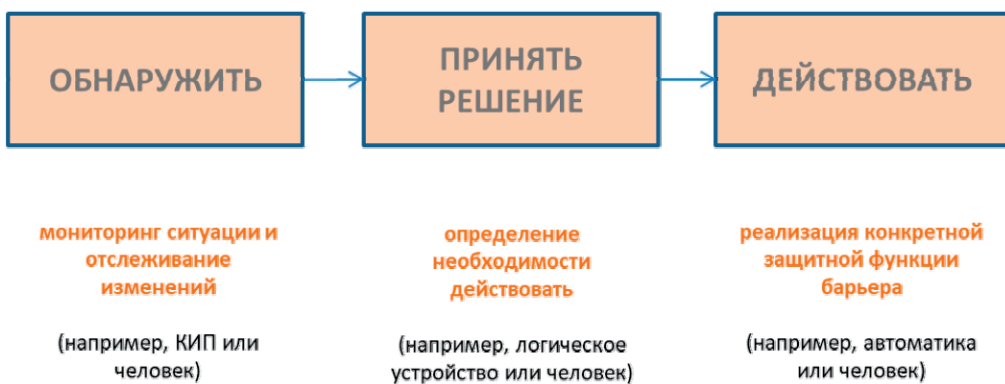 ОБНАРУЖИТЬ
ПРИНЯТЬ
РЕШЕНИЕ
ДЕЙСТВОВАТЬ
мониторинг ситуации и
отслеживание
изменений
определение
необходимости
действовать
реализация конкретной
защитной функции
барьера
(например, КИП или
человек)
(например, логическое
устройство или человек)
(например, автоматика
или человек)